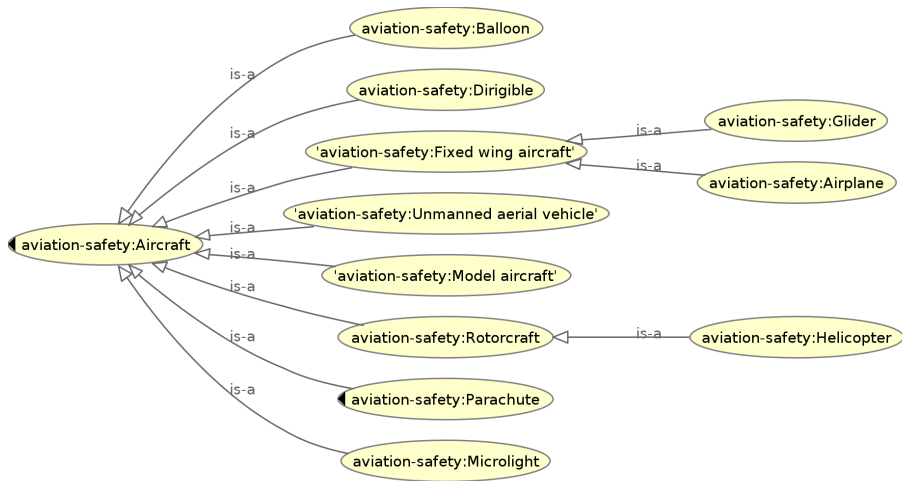 aviation-safety:Balloon
is-a
aviation-safety:Dirigible
is-a
aviation-safety:Glider
is-a
'aviation-safety:Fixed wing aircraft'
is-a
aviation-safety:Airplane
is-a
'aviation-safety:Unmanned aerial vehicle'
is-a
aviation-safety:Aircraft
is-a
'aviation-safety:Model aircraft'
is-a
aviation-safety:Rotorcraft
is-a
aviation-safety:Helicopter
is-a
aviation-safety:Parachute
is-a
aviation-safety:Microlight